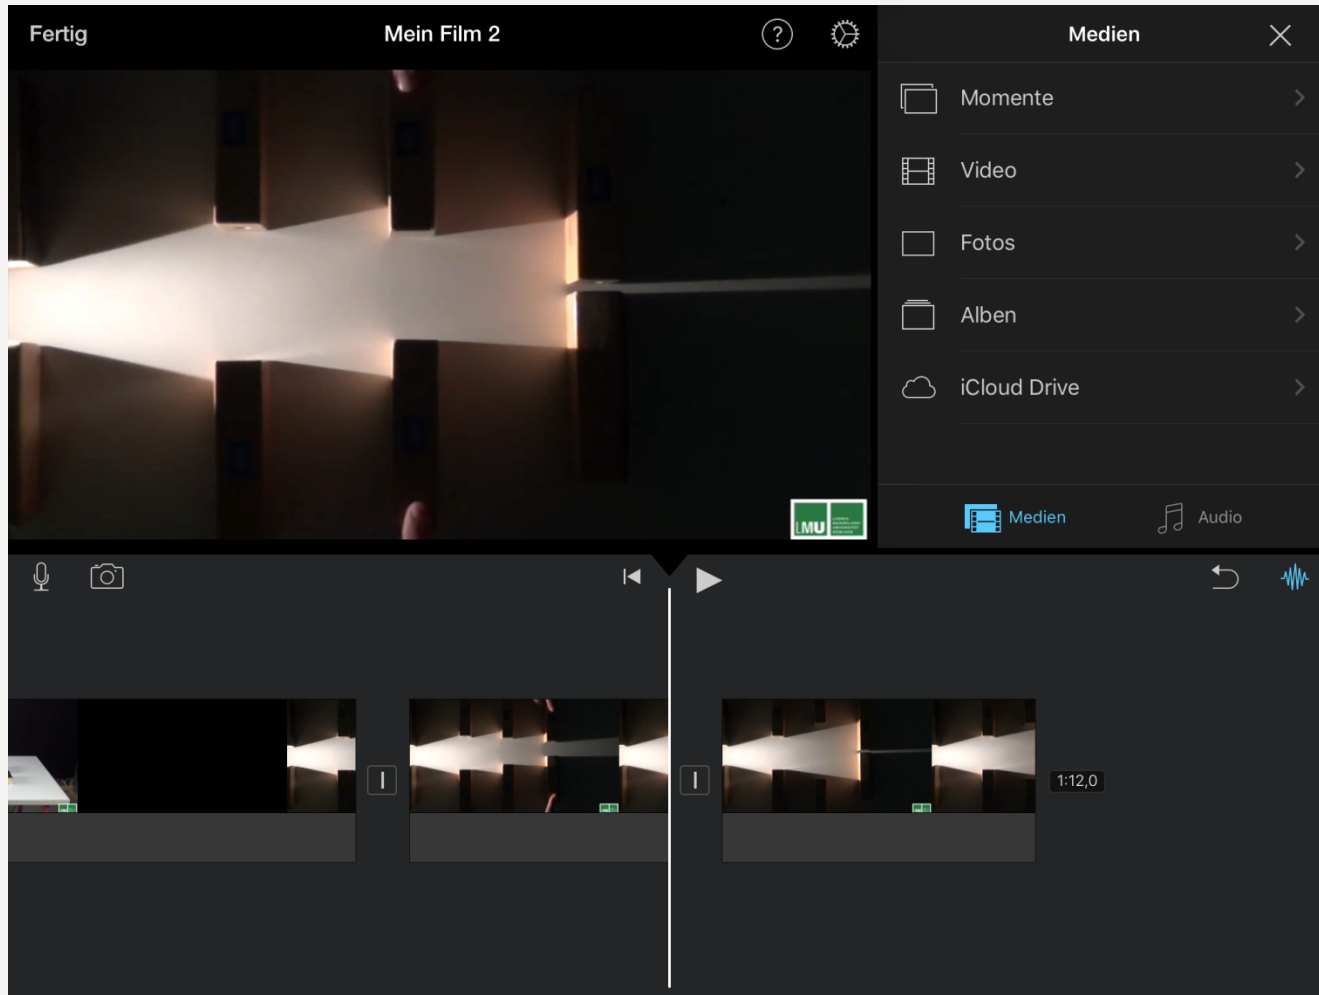 Fertig
Mein Film 2
?
Medien
Momente
Video
Fotos
Alben
iCloud Drive
LMU
Medien
Audio
1:12,0